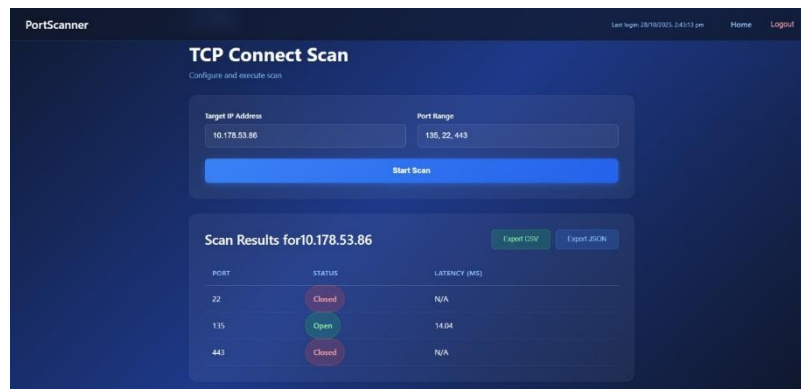 PortScanner
Last login: 28/10/2025, 2:43:13 pm
Home
Logout
TCP Connect Scan
Configure and execute scan
Target IP Address
Port Range
10.178.53.86
135, 22, 443
Start Scan
Scan Results for10.178.53.86
Export CSV
Export JSON
PORT STATUS LATENCY (MS)
22 Closed N/A
135 Open 14.04
443 Closed N/A